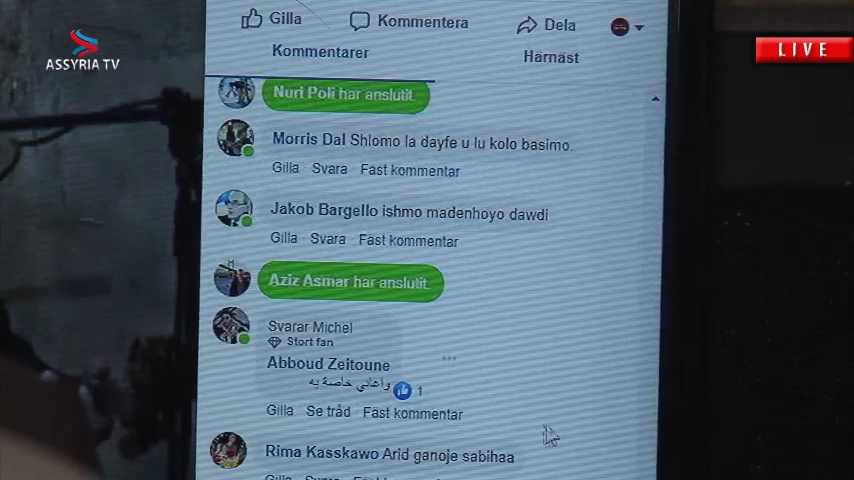 Gilla Kommentera Dela
Kommentarer Härnäst
ASSYRIA TV
LIVE
Nuri Poli har anslutit.
Morris Dal Shlomo la dayfe u lu kolo basimo.
Gilla · Svara · Fast kommentar
Jakob Bargello ishmo madenhoyo dawdi
Gilla · Svara · Fast kommentar
Aziz Asmar har anslutit.
Svarar Michel
Stort fan
Abboud Zeitoune
واهاني خاصة به 1
Gilla · Se tråd · Fast kommentar
Rima Kasskawo Arid ganoje sabihaa